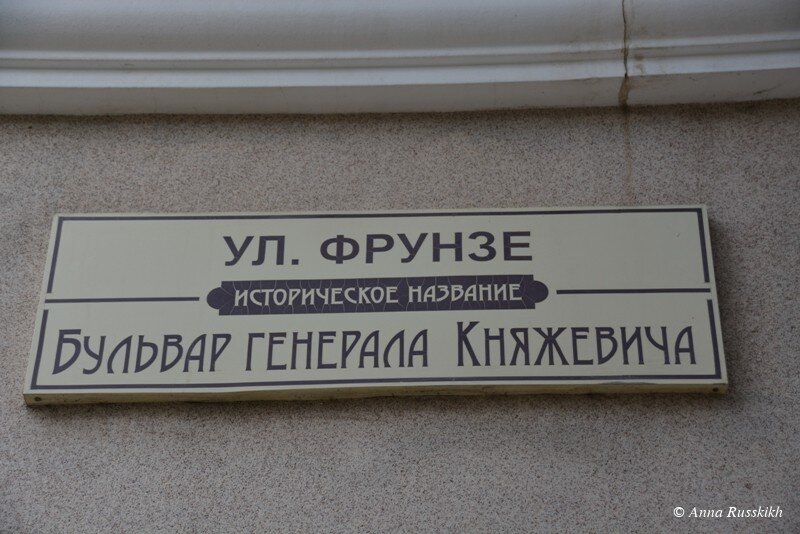 УЛ. ФРУНЗЕ
ИСТОРИЧЕСКОЕ НАЗВАНИЕ
БУЛЬВАР ГЕНЕРАЛА КНЯЖЕВИЧА
© Anna Russkikh